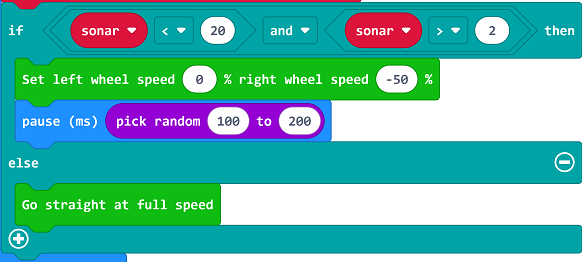 if sonar < 20 and sonar > 2 then
Set left wheel speed 0 % right wheel speed -50 %
pause (ms) pick random 100 to 200
else
Go straight at full speed